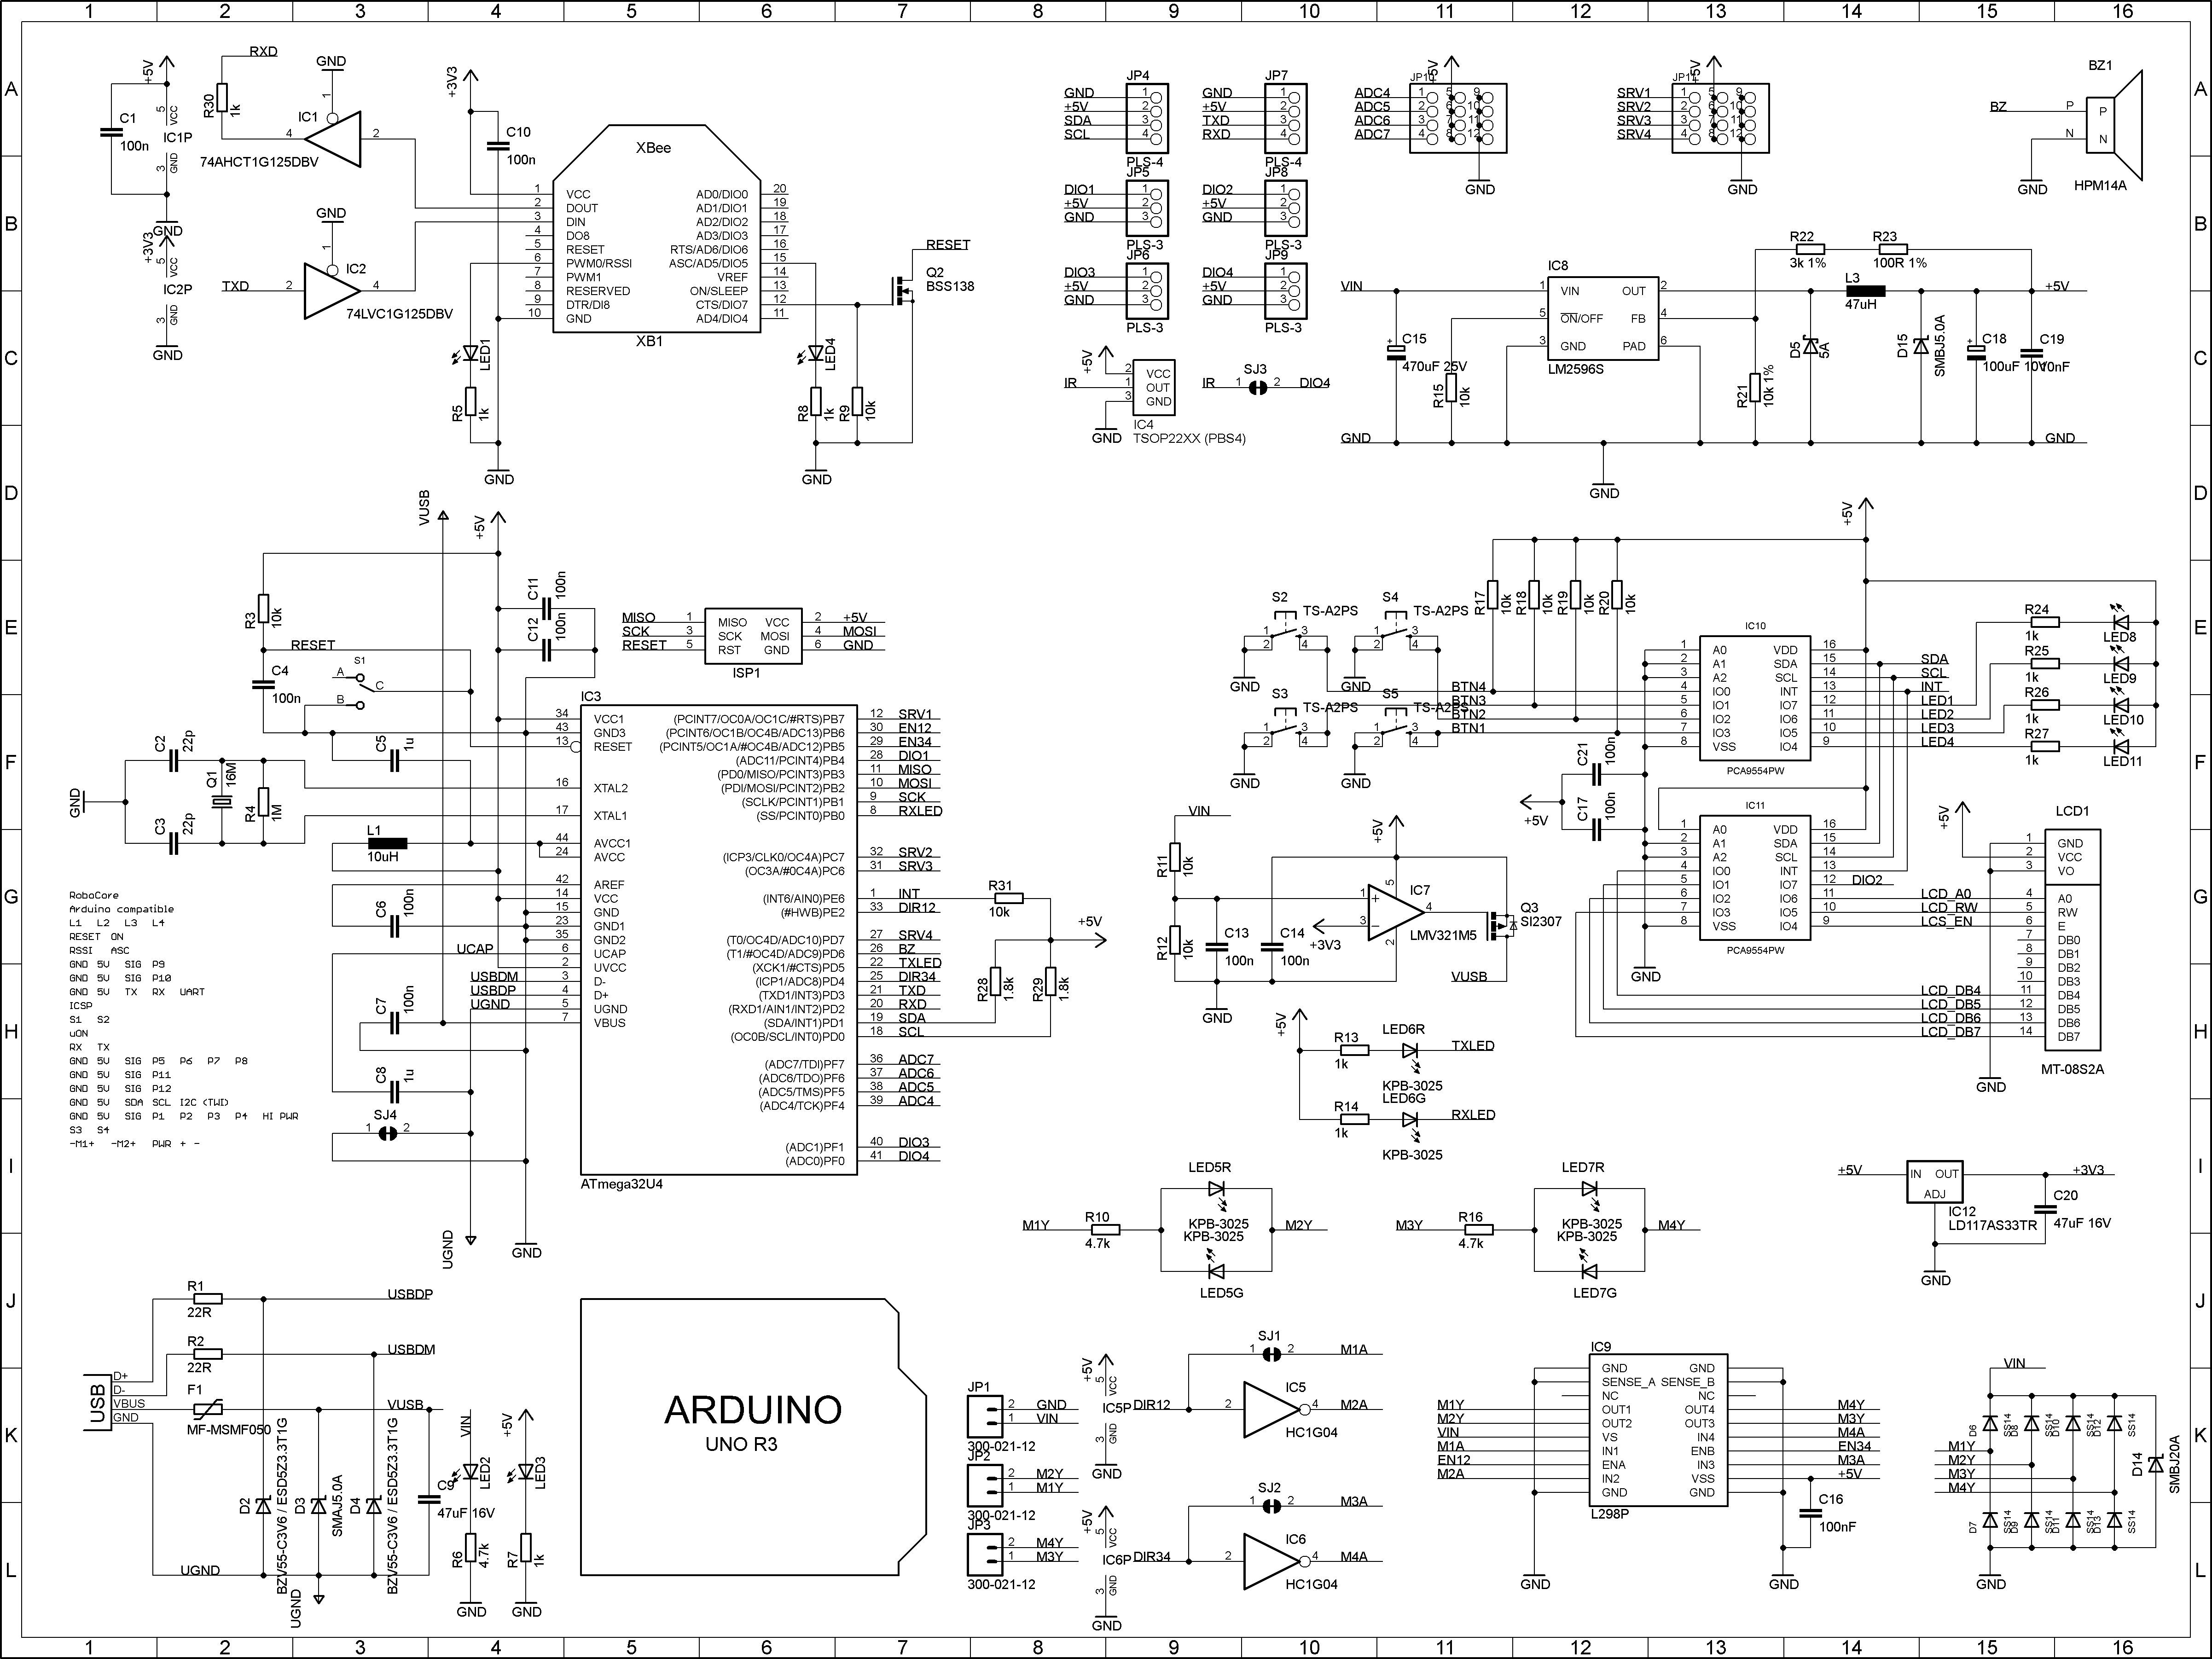 1 2 3 4 5 6 7 8 9 10 11 12 13 14 15 16
A
B
C
D
E
F
G
H
I
J
K
L
+5V
C1
100n
5 VCC
IC1P
3 GND
GND
+3V3
5 VCC
IC2P
3 GND
GND
RXD
R30
1k
GND
1
IC1
4 2
74AHCT1G125DBV
GND
1
IC2
TXD 2 4
74LVC1G125DBV
+3V3
C10
100n
XBee
1 VCC AD0/DIO0 20
2 DOUT AD1/DIO1 19
3 DIN AD2/DIO2 18
4 DO8 AD3/DIO3 17
5 RESET RTS/AD6/DIO6 16
6 PWM0/RSSI ASC/AD5/DIO5 15
7 PWM1 VREF 14
8 RESERVED ON/SLEEP 13
9 DTR/DI8 CTS/DIO7 12
10 GND AD4/DIO4 11
XB1
LED1
R5
1k
GND
LED4
R8
1k
R9
10k
GND
RESET
Q2
BSS138
JP4
GND 1
+5V 2
SDA 3
SCL 4
PLS-4
JP5
DIO1 1
+5V 2
GND 3
PLS-3
JP6
DIO3 1
+5V 2
GND 3
PLS-3
JP7
GND 1
+5V 2
TXD 3
RXD 4
PLS-4
JP8
DIO2 1
+5V 2
GND 3
PLS-3
JP9
DIO4 1
+5V 2
GND 3
PLS-3
+5V
IR
2 VCC
1 OUT
3 GND
GND
IC4
TSOP22XX (PBS4)
SJ3
IR 1 2 DIO4
+5V
ADC4 1 5 9
ADC5 2 6 10
ADC6 3 7 11
ADC7 4 8 12
GND
+5V
SRV1 1 5 9
SRV2 2 6 10
SRV3 3 7 11
SRV4 4 8 12
GND
BZ1
BZ P P
N N
GND
HPM14A
VIN
IC8
1 VIN OUT 2
5 ON/OFF FB 4
3 GND PAD 6
LM2596S
C15
470uF 25V
R15
10k
R22
3k 1%
R23
100R 1%
L3
47uH
+5V
R21
10k 1%
D5
5A
D15
SMBJ5.0A
C18
100uF 10V
C19
GND
GND
GND
VUSB
+5V
R3
10k
RESET
C4
100n
S1
A
B
C
C11
100n
C12
100n
C5
1u
C2
22p
Q1
16M
R4
1M
C3
22p
GND
L1
10uH
C6
100n
UCAP
USBDM
USBDP
UGND
C7
100n
C8
1u
SJ4
1 2
UGND
GND
MISO 1 MISO VCC 2 +5V
SCK 3 SCK MOSI 4 MOSI
RESET 5 RST GND 6 GND
ISP1
IC3
34 VCC1 (PCINT7/OC0A/OC1C/#RTS)PB7 12 SRV1
43 GND3 (PCINT6/OC1B/OC4B/ADC13)PB6 30 EN12
13 RESET (PCINT5/OC1A/#OC4B/ADC12)PB5 29 EN34
(ADC11/PCINT4)PB4 28 DIO1
(PD0/MISO/PCINT3)PB3 11 MISO
16 XTAL2 (PDI/MOSI/PCINT2)PB2 10 MOSI
(SCLK/PCINT1)PB1 9 SCK
17 XTAL1 (SS/PCINT0)PB0 8 RXLED
44 AVCC1
24 AVCC (ICP3/CLK0/OC4A)PC7 32 SRV2
(OC3A/#0C4A)PC6 31 SRV3
42 AREF
14 VCC (INT6/AIN0)PE6 1 INT
15 GND (#HWB)PE2 33 DIR12
23 GND1
35 GND2 (T0/OC4D/ADC10)PD7 27 SRV4
6 UCAP (T1/#OC4D/ADC9)PD6 26 BZ
2 UVCC (XCK1/#CTS)PD5 22 TXLED
3 D- (ICP1/ADC8)PD4 25 DIR34
4 D+ (TXD1/INT3)PD3 21 TXD
5 UGND (RXD1/AIN1/INT2)PD2 20 RXD
7 VBUS (SDA/INT1)PD1 19 SDA
(OC0B/SCL/INT0)PD0 18 SCL
(ADC7/TDI)PF7 36 ADC7
(ADC6/TDO)PF6 37 ADC6
(ADC5/TMS)PF5 38 ADC5
(ADC4/TCK)PF4 39 ADC4
(ADC1)PF1 40 DIO3
(ADC0)PF0 41 DIO4
ATmega32U4
R31
10k
+5V
R28
1.8k
R29
1.8k
RoboCore
Arduino compatible
L1 L2 L3 L4
RESET ON
RSSI ASC
GND 5V SIG P9
GND 5V SIG P10
GND 5V TX RX UART
ICSP
S1 S2
uON
RX TX
GND 5V SIG P5 P6 P7 P8
GND 5V SIG P11
GND 5V SIG P12
GND 5V SDA SCL I2C (TWI)
GND 5V SIG P1 P2 P3 P4 HI PWR
S3 S4
-M1+ -M2+ PWR + -
S2
TS-A2PS
1 3
2 4
GND
S4
TS-A2PS
1 3
2 4
GND
S3
TS-A2PS
1 3
2 4
GND
S5
TS-A2PS
1 3
2 4
GND
BTN4
BTN3
BTN2
BTN1
R17
10k
R18
10k
R19
10k
R20
10k
+5V
IC10
1 A0 VDD 16
2 A1 SDA 15 SDA
3 A2 SCL 14 SCL
4 IO0 INT 13 INT
5 IO1 IO7 12 LED1
6 IO2 IO6 11 LED2
7 IO3 IO5 10 LED3
8 VSS IO4 9 LED4
PCA9554PW
R24
1k
LED8
R25
1k
LED9
R26
1k
LED10
R27
1k
LED11
C21
100n
C17
100n
+5V
IC11
1 A0 VDD 16
2 A1 SDA 15
3 A2 SCL 14
4 IO0 INT 13
5 IO1 IO7 12 DIO2
6 IO2 IO6 11 LCD_A0
7 IO3 IO5 10 LCD_RW
8 VSS IO4 9 LCS_EN
PCA9554PW
GND
+5V
LCD1
1 GND
2 VCC
3 VO
4 A0
5 RW
6 E
7 DB0
8 DB1
9 DB2
10 DB3
LCD_DB4 11 DB4
LCD_DB5 12 DB5
LCD_DB6 13 DB6
LCD_DB7 14 DB7
MT-08S2A
GND
VIN
R11
10k
R12
10k
C13
100n
C14
100n
GND
+5V
+3V3
IC7
1 5
3 2 4
LMV321M5
Q3
SI2307
VUSB
+5V
R13
1k
LED6R
TXLED
KPB-3025
LED6G
R14
1k
RXLED
KPB-3025
LED5R
M1Y R10 4.7k
KPB-3025
KPB-3025
M2Y
LED5G
LED7R
M3Y R16 4.7k
KPB-3025
KPB-3025
M4Y
LED7G
+5V IN OUT +3V3
ADJ
IC12
LD117AS33TR
C20
47uF 16V
GND
R1
22R
USBDP
R2
22R
USBDM
USB
D+
D-
VBUS
GND
F1
MF-MSMF050
VUSB
UGND
D2
BZV55-C3V6 / ESD5Z3.3T1G
D3
SMAJ5.0A
D4
BZV55-C3V6 / ESD5Z3.3T1G
C9
47uF 16V
UGND
VIN
LED2
R6
4.7k
GND
+5V
LED3
R7
1k
GND
ARDUINO
UNO R3
JP1
2 GND
1 VIN
300-021-12
JP2
2 M2Y
1 M1Y
300-021-12
JP3
2 M4Y
1 M3Y
300-021-12
+5V
5 VCC
IC5P
3 GND
GND
SJ1
1 2 M1A
DIR12 2 IC5 4 M2A
HC1G04
+5V
5 VCC
IC6P
3 GND
GND
SJ2
1 2 M3A
DIR34 2 IC6 4 M4A
HC1G04
IC9
GND GND
SENSE_A SENSE_B
NC NC
M1Y OUT1 OUT4 M4Y
M2Y OUT2 OUT3 M3Y
VIN VS IN4 M4A
M1A IN1 ENB EN34
EN12 ENA IN3 M3A
M2A IN2 VSS +5V
GND GND
L298P
C16
100nF
GND
GND
VIN
D6 SS14 D8 SS14 D10 SS14 D12 SS14
M1Y
M2Y
M3Y
M4Y
D7 SS14 D9 SS14 D11 SS14 D13 SS14
D14
SMBJ20A
GND